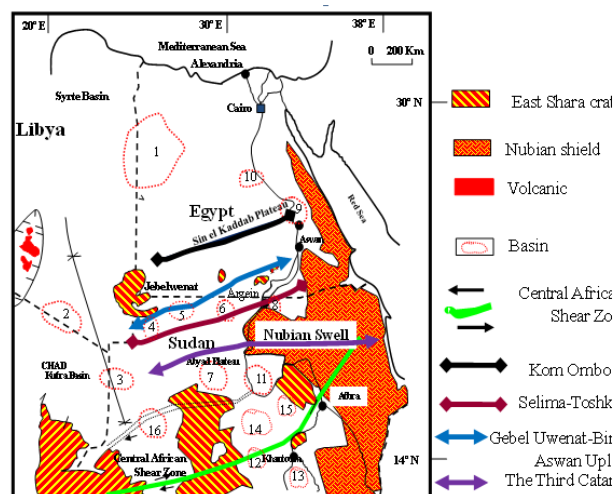 20° E
30° E
38° E
Mediterranean Sea
Alexandria
0 200 Km
Syrte Basin
Cairo
30° N
East Shara crat
Libya
1
Nubian shield
Volcanic
10
Red Sea
Egypt
9
Sin el Kaddab Plateau
Basin
Aswan
Jebelwenat
Argein
Central Africa
Shear Zo
2
4
5
6
8
Sudan
Nubian Swell
CHAD
Kufra Basin
Abyad Plateau
Kom Ombo
3
7
11
Atbra
Selima-Toshk
15
16
14
Gebel Uwenat-Bir
Central African
Shear Zone
12
Khartoum
14° N
Aswan Upl
13
The Third Catar